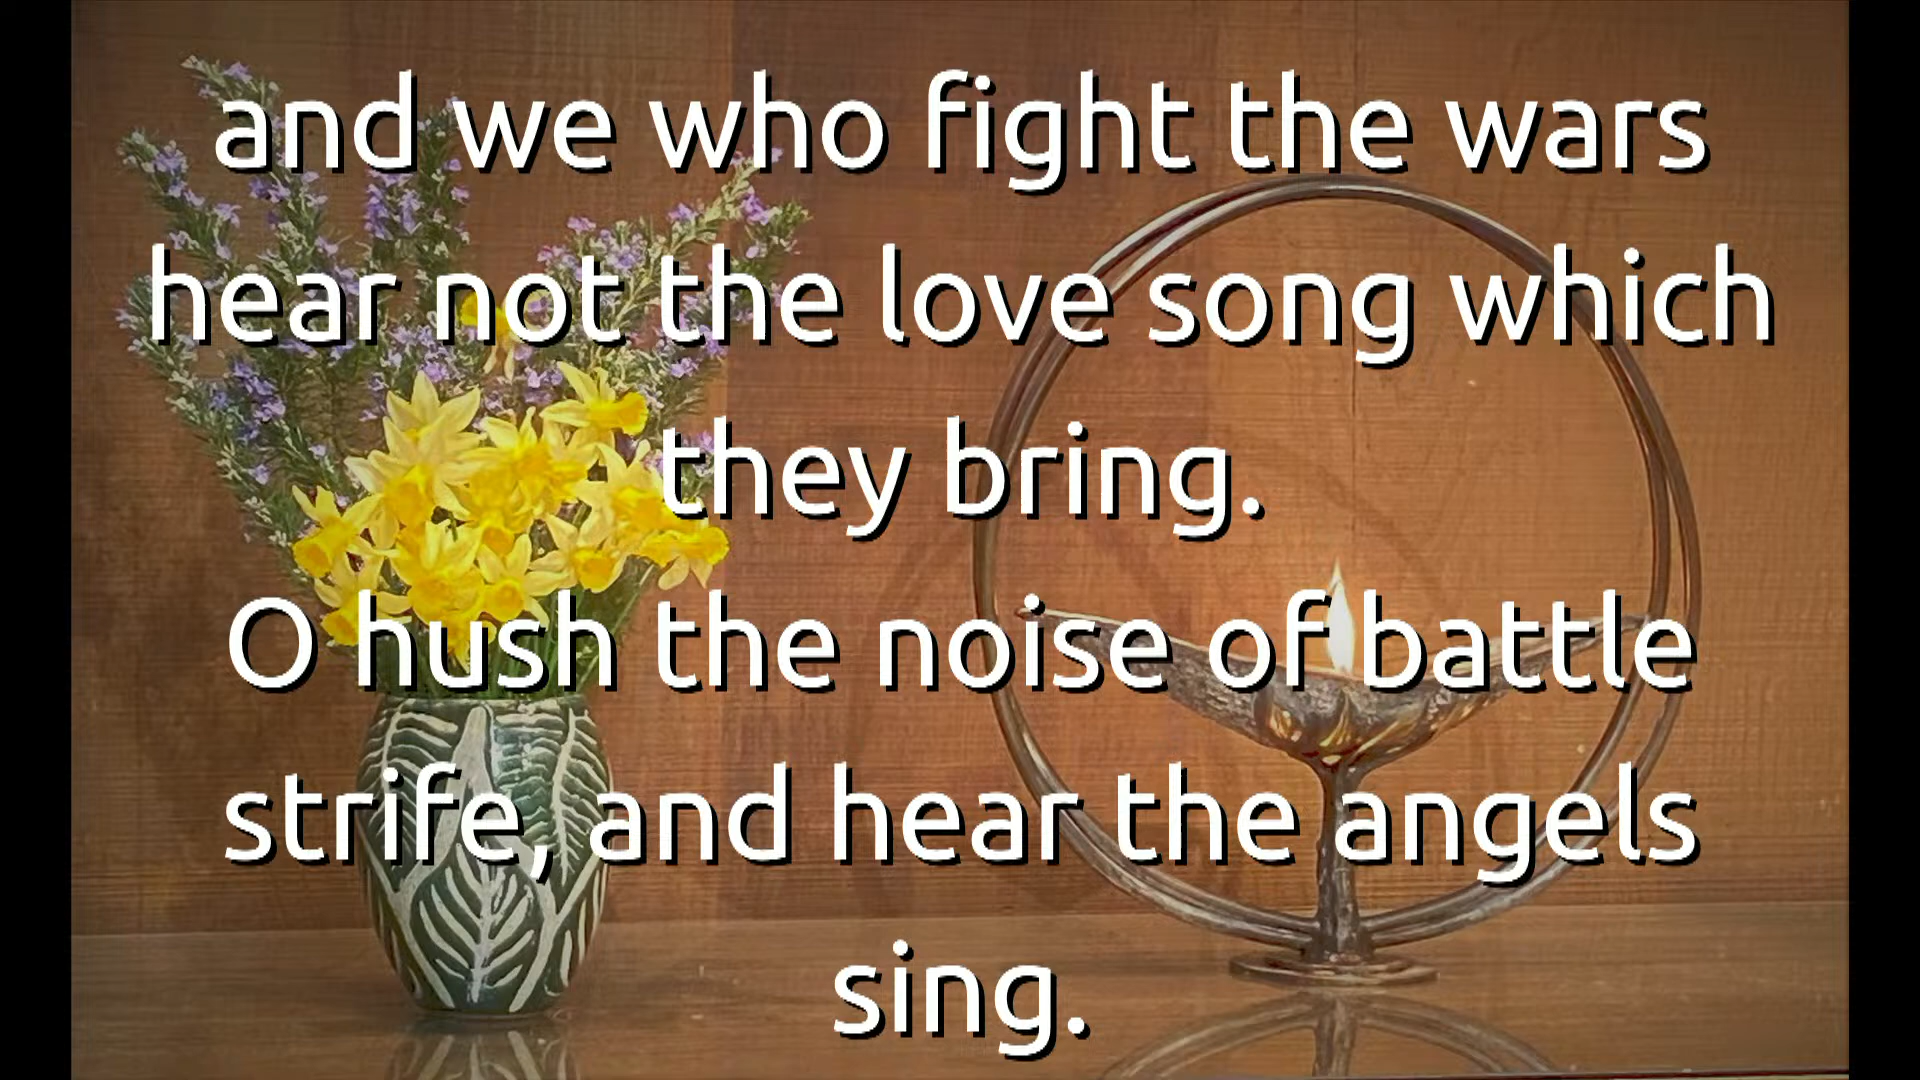 and we who fight the wars
hear not the love song which
they bring.
O hush the noise of battle
strife, and hear the angels
sing.